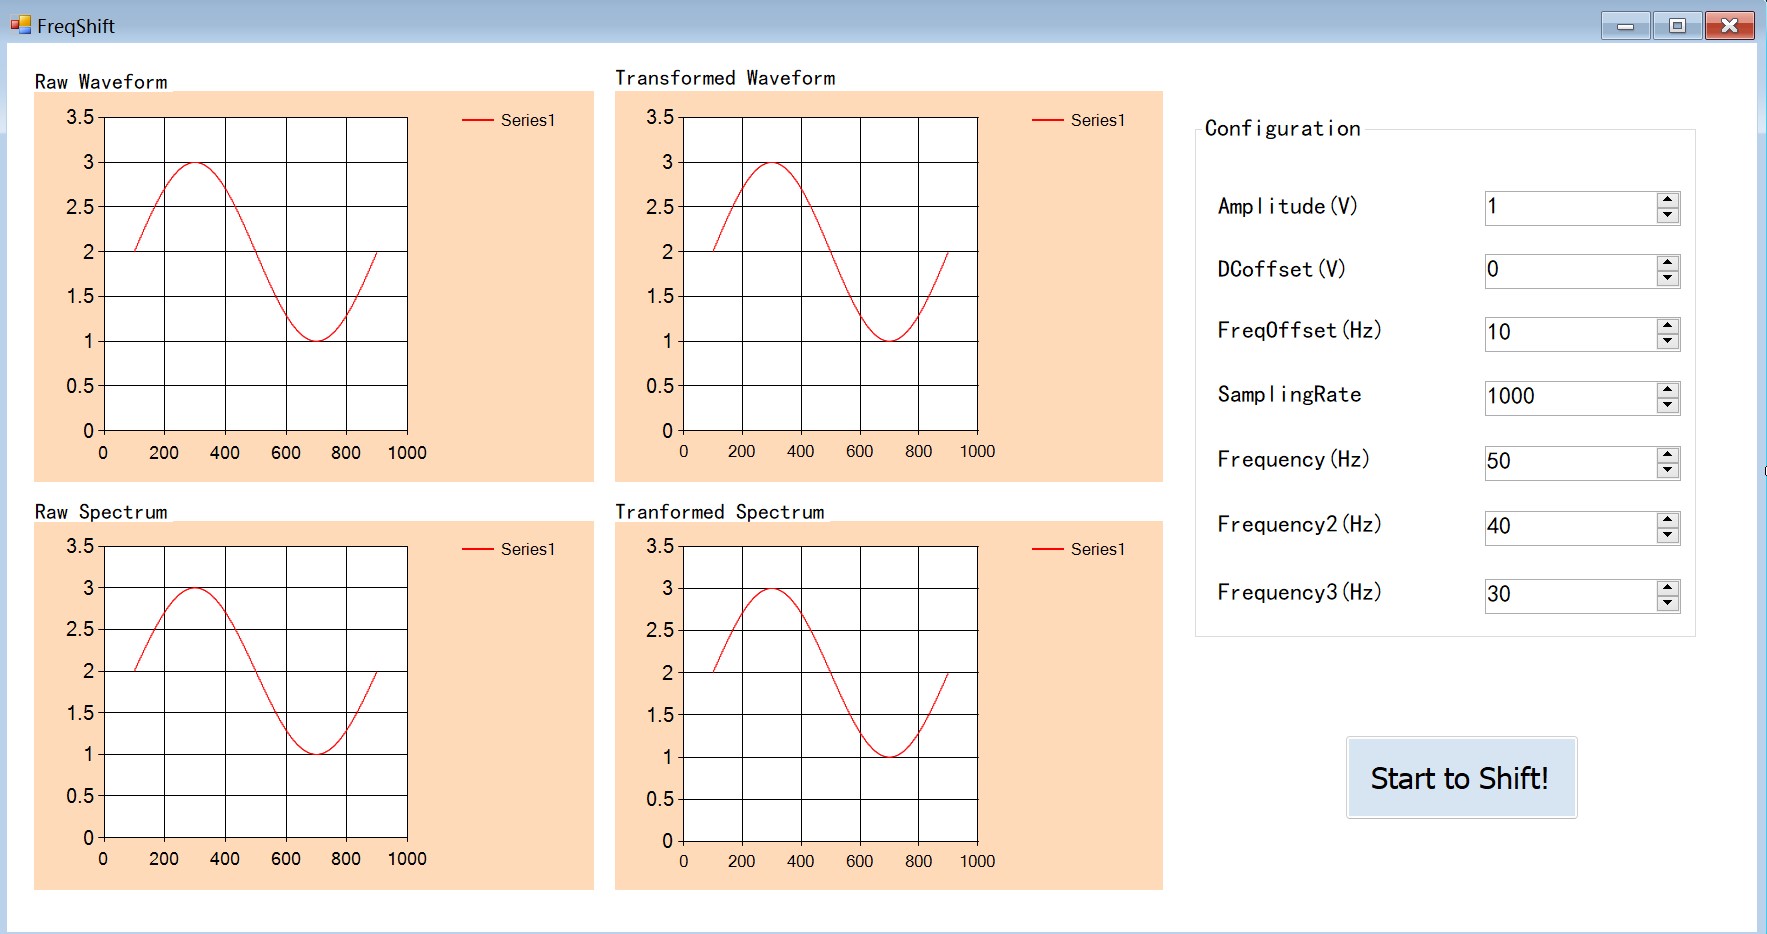 FreqShift
Raw Waveform
3.5
3
2.5
2
1.5
1
0.5
0
0 200 400 600 800 1000
Series1
Transformed Waveform
3.5
3
2.5
2
1.5
1
0.5
0
0 200 400 600 800 1000
Series1
Raw Spectrum
3.5
3
2.5
2
1.5
1
0.5
0
0 200 400 600 800 1000
Series1
Tranformed Spectrum
3.5
3
2.5
2
1.5
1
0.5
0
0 200 400 600 800 1000
Series1
Configuration
Amplitude(V) 1
DCoffset(V) 0
FreqOffset(Hz) 10
SamplingRate 1000
Frequency(Hz) 50
Frequency2(Hz) 40
Frequency3(Hz) 30
Start to Shift!